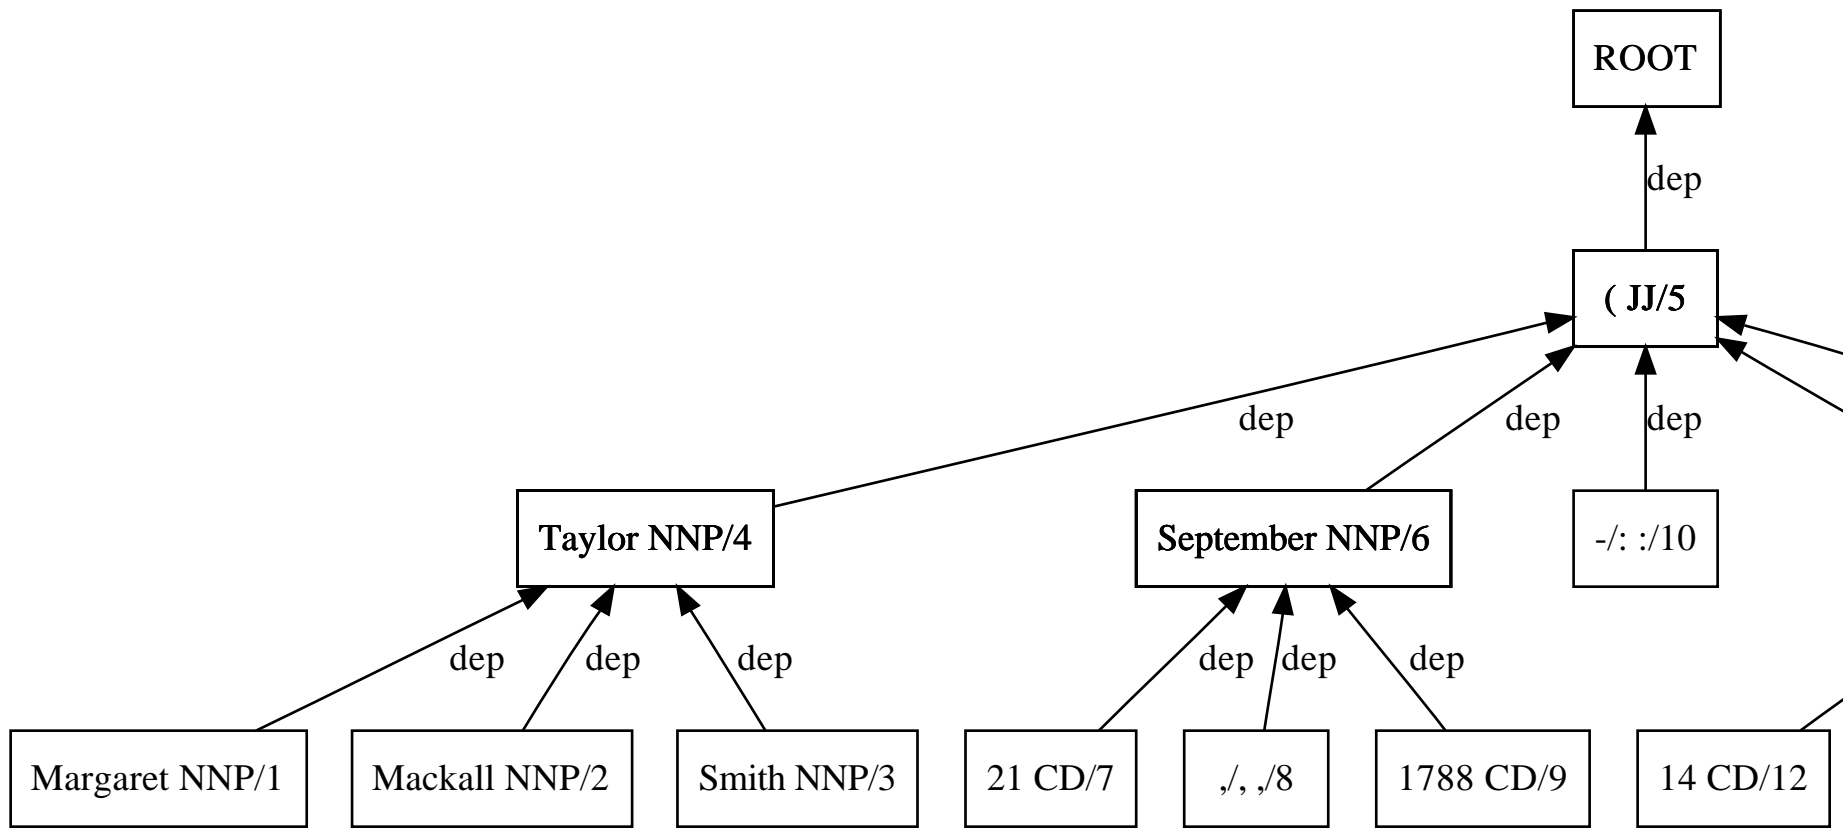 ROOT
dep
( JJ/5
dep
dep
dep
Taylor NNP/4
September NNP/6
-/: :/10
dep
dep
dep
dep
dep
dep
Margaret NNP/1
Mackall NNP/2
Smith NNP/3
21 CD/7
,/, ,/8
1788 CD/9
14 CD/12